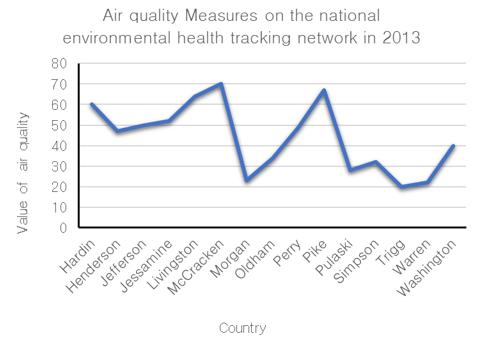 Air quality Measures on the national
environmental health tracking network in 2013
80
70
60
50
40
30
20
10
0
Value of air quality
Hardin
Henderson
Jefferson
Jessamine
Livingston
McCracken
Morgan
Oldham
Perry
Pike
Pulaski
Simpson
Trigg
Warren
Washington
Country